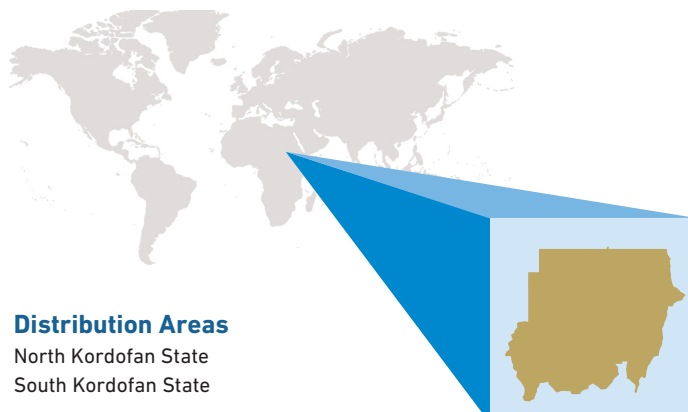 Distribution Areas
North Kordofan State
South Kordofan State